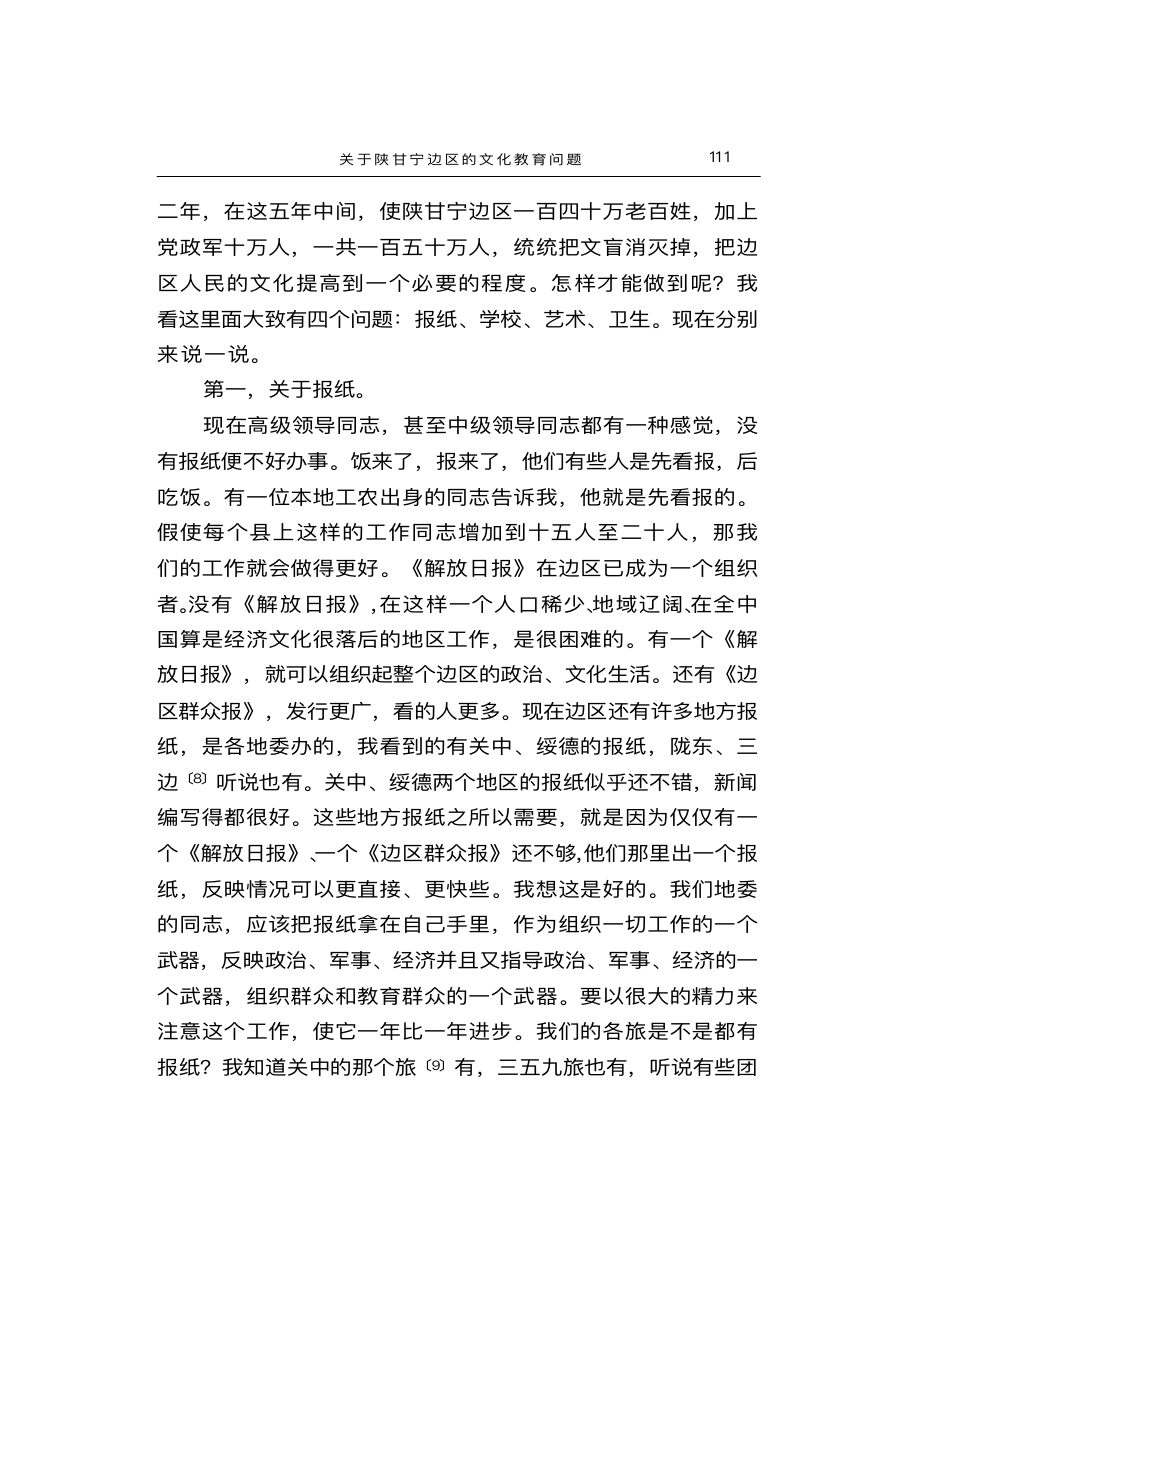 关于陕甘宁边区的文化教育问题 111
二年，在这五年中间，使陕甘宁边区一百四十万老百姓，加上
党政军十万人，一共一百五十万人，统统把文盲消灭掉，把边
区人民的文化提高到一个必要的程度。怎样才能做到呢？我
看这里面大致有四个问题：报纸、学校、艺术、卫生。现在分别
来说一说。
第一，关于报纸。
现在高级领导同志，甚至中级领导同志都有一种感觉，没
有报纸便不好办事。饭来了，报来了，他们有些人是先看报，后
吃饭。有一位本地工农出身的同志告诉我，他就是先看报的。
假使每个县上这样的工作同志增加到十五人至二十人，那我
们的工作就会做得更好。《解放日报》在边区已成为一个组织
者。没有《解放日报》，在这样一个人口稀少、地域辽阔、在全中
国算是经济文化很落后的地区工作，是很困难的。有一个《解
放日报》，就可以组织起整个边区的政治、文化生活。还有《边
区群众报》，发行更广，看的人更多。现在边区还有许多地方报
纸，是各地委办的，我看到的有关中、绥德的报纸，陇东、三
边〔8〕听说也有。关中、绥德两个地区的报纸似乎还不错，新闻
编写得都很好。这些地方报纸之所以需要，就是因为仅仅有一
个《解放日报》、一个《边区群众报》还不够，他们那里出一个报
纸，反映情况可以更直接、更快些。我想这是好的。我们地委
的同志，应该把报纸拿在自己手里，作为组织一切工作的一个
武器，反映政治、军事、经济并且又指导政治、军事、经济的一
个武器，组织群众和教育群众的一个武器。要以很大的精力来
注意这个工作，使它一年比一年进步。我们的各旅是不是都有
报纸？我知道关中的那个旅〔9〕有，三五九旅也有，听说有些团